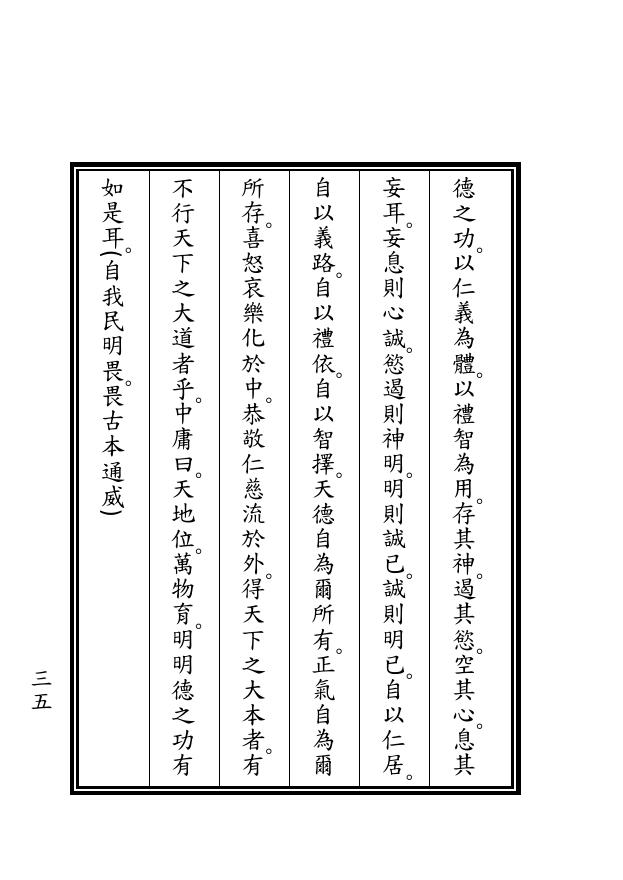 德之功。以仁義為體。以禮智為用。存其神。遏其慾。空其心。息其
妄耳。妄息則心誠。慾遏則神明。明則誠已。誠則明已。自以仁居。
自以義路。自以禮依。自以智擇。天德自為爾所有。正氣自為爾
所存。喜怒哀樂化於中。恭敬仁慈流於外。得天下之大本者。有
不行天下之大道者乎。中庸曰。天地位。萬物育。明明德之功有
如是耳。(自我民明畏。畏古本通威)
三五